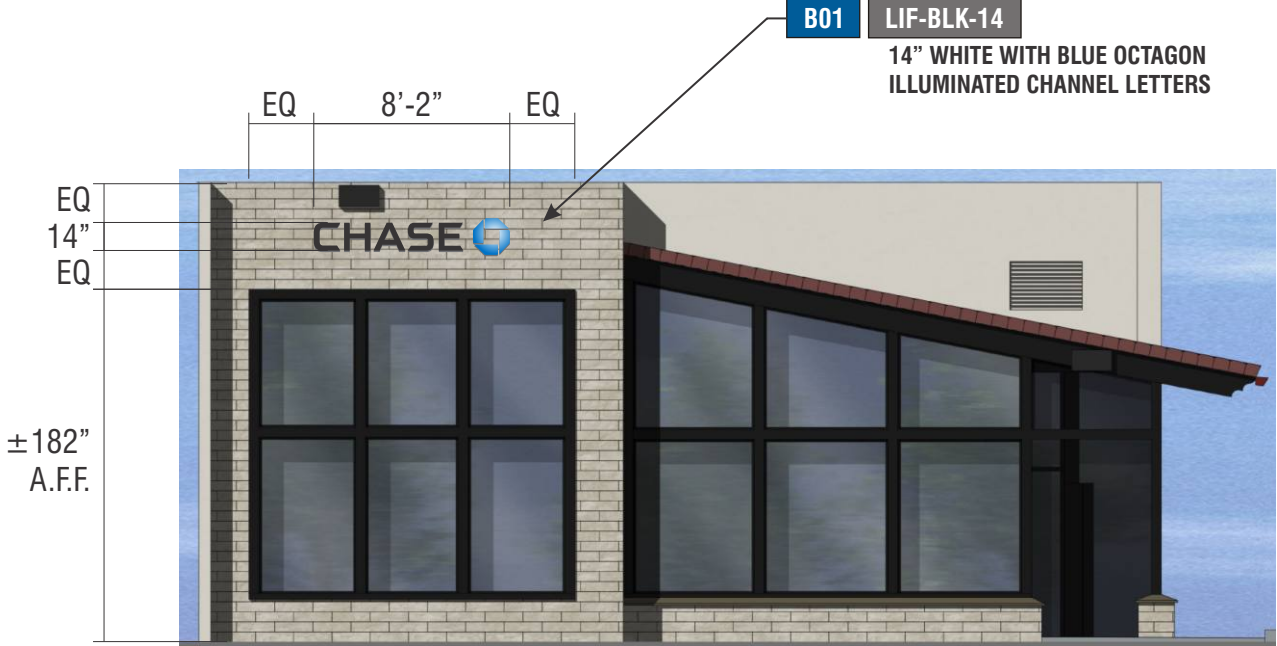 B01 LIF-BLK-14
14” WHITE WITH BLUE OCTAGON
ILLUMINATED CHANNEL LETTERS
EQ 8’-2” EQ
EQ
14”
EQ
CHASE
±182”
A.F.F.